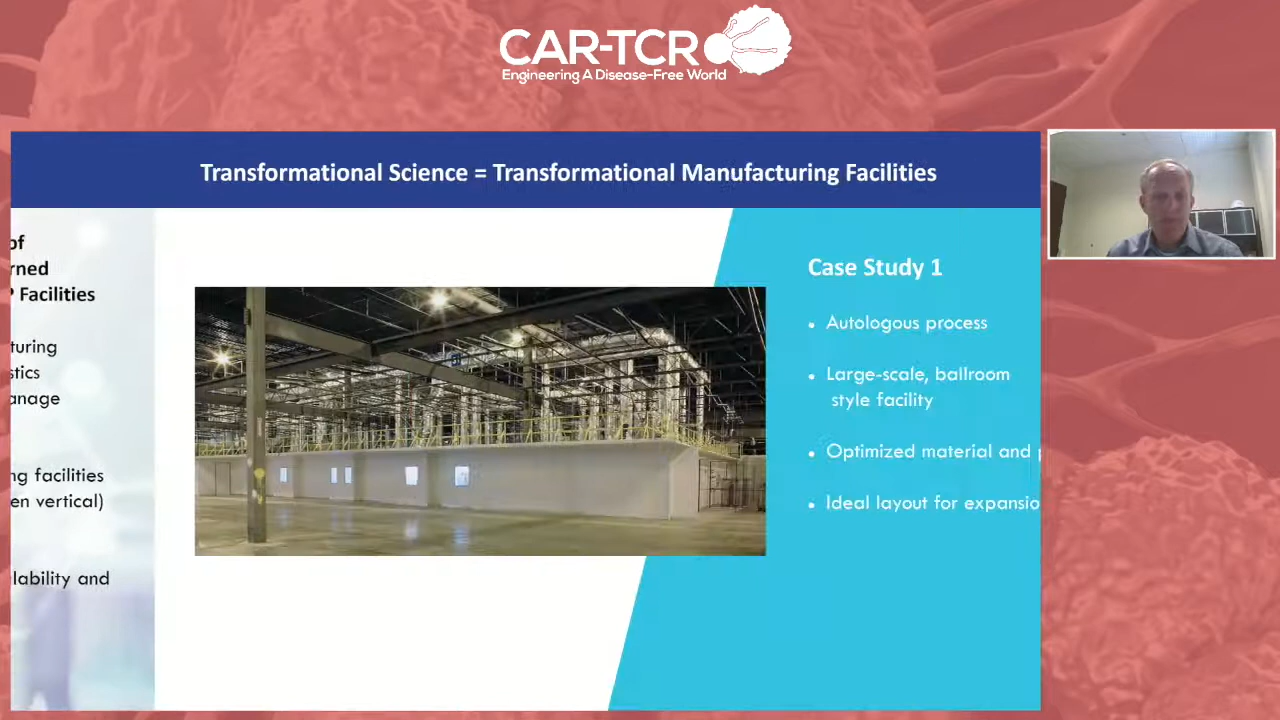 CAR-TCR
Engineering A Disease-Free World
Transformational Science = Transformational Manufacturing Facilities
of
rned
Facilities
turing
stics
anage
ng facilities
en vertical)
lability and
Case Study 1
• Autologous process
• Large-scale, ballroom
style facility
• Optimized material and
• Ideal layout for expansio